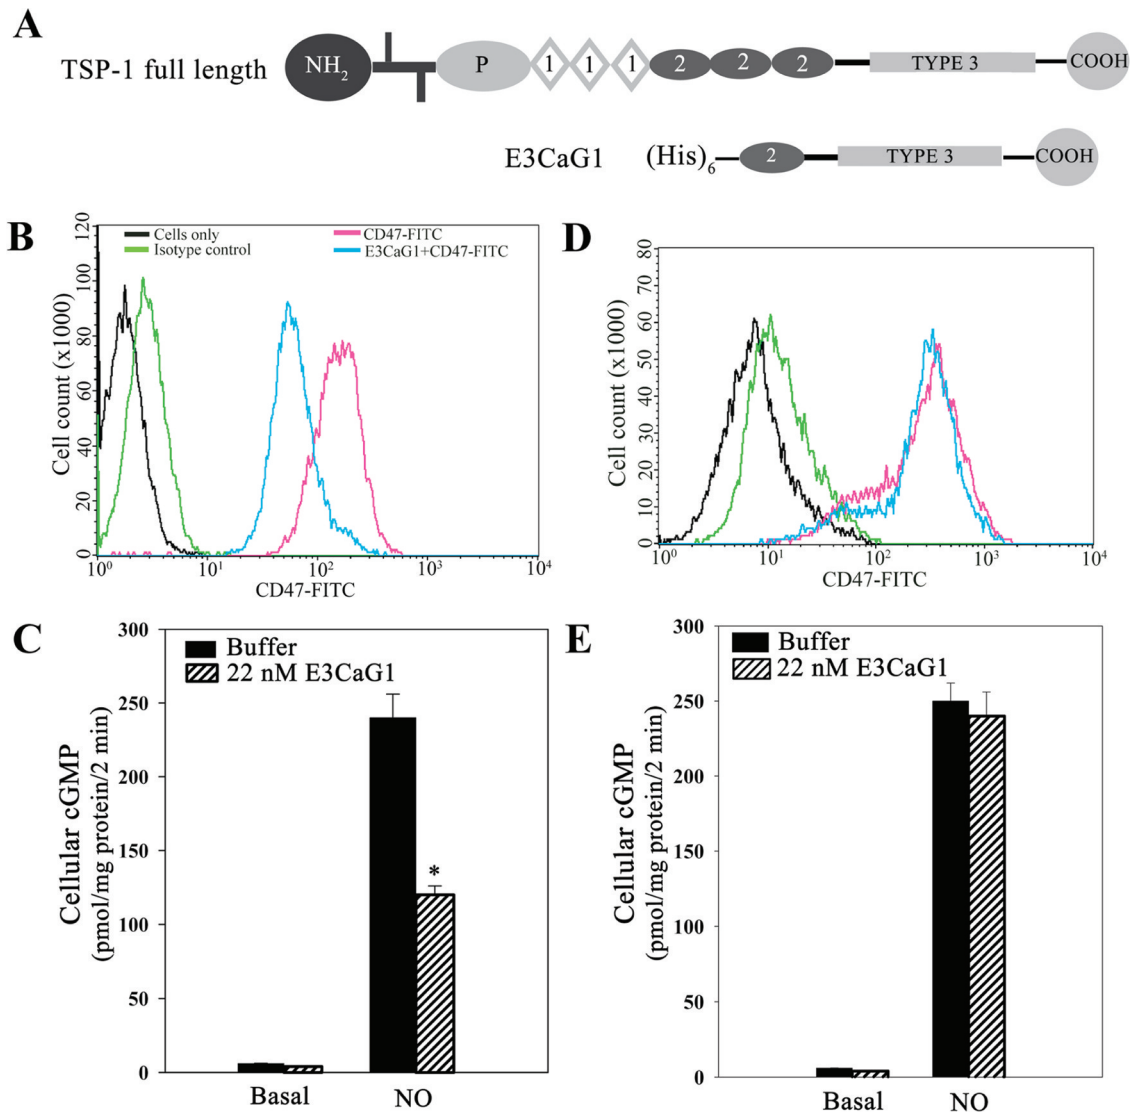 A
TSP-1 full length
NH2
P
1 1 1 2 2 2
TYPE 3
COOH
E3CaG1
(His)6
2
TYPE 3
COOH
B
Cells only
Isotype control
CD47-FITC
E3CaG1+CD47-FITC
120
100
80
60
40
20
0
Cell count (x1000)
10^0 10^1 10^2 10^3 10^4
CD47-FITC
D
80
70
60
50
40
30
20
10
0
Cell count (x1000)
10^0 10^1 10^2 10^3 10^4
CD47-FITC
C
Buffer
22 nM E3CaG1
300
250
200
150
100
50
0
Cellular cGMP
(pmol/mg protein/2 min)
*
Basal NO
E
Buffer
22 nM E3CaG1
300
250
200
150
100
50
0
Cellular cGMP
(pmol/mg protein/2 min)
Basal NO